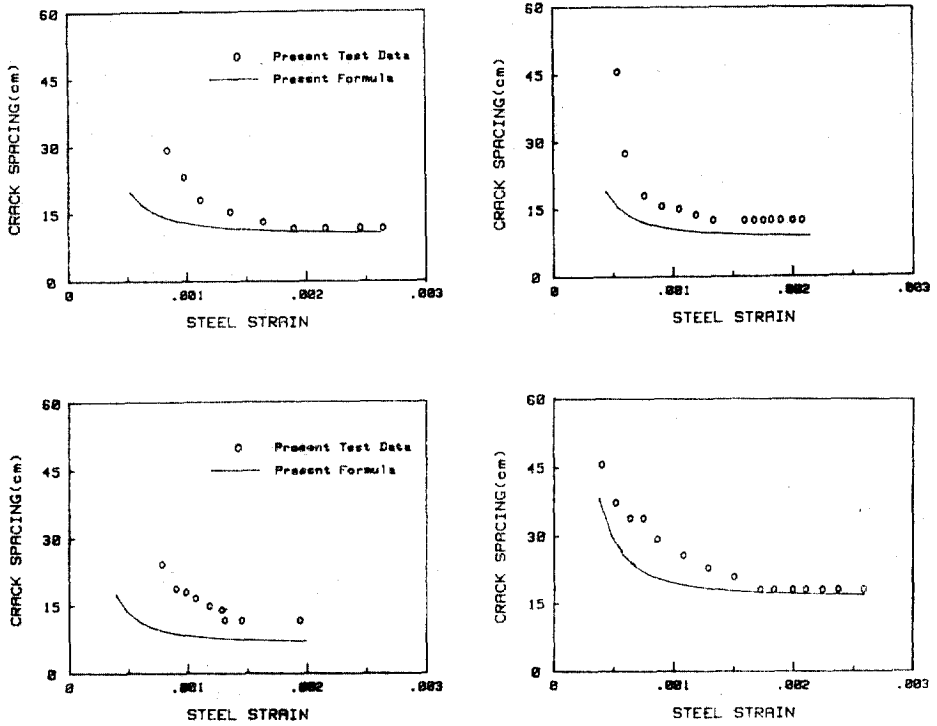 60
45
30
15
0
CRACK SPACING(cm)
o Present Test Data
Present Formula
0 .001 .002 .003
STEEL STRAIN
60
45
30
15
0
CRACK SPACING(cm)
0 .001 .002 .003
STEEL STRAIN
60
45
30
15
0
CRACK SPACING(cm)
o Present Test Data
Present Formula
0 .001 .002 .003
STEEL STRAIN
60
45
30
15
0
CRACK SPACING(cm)
0 .001 .002 .003
STEEL STRAIN